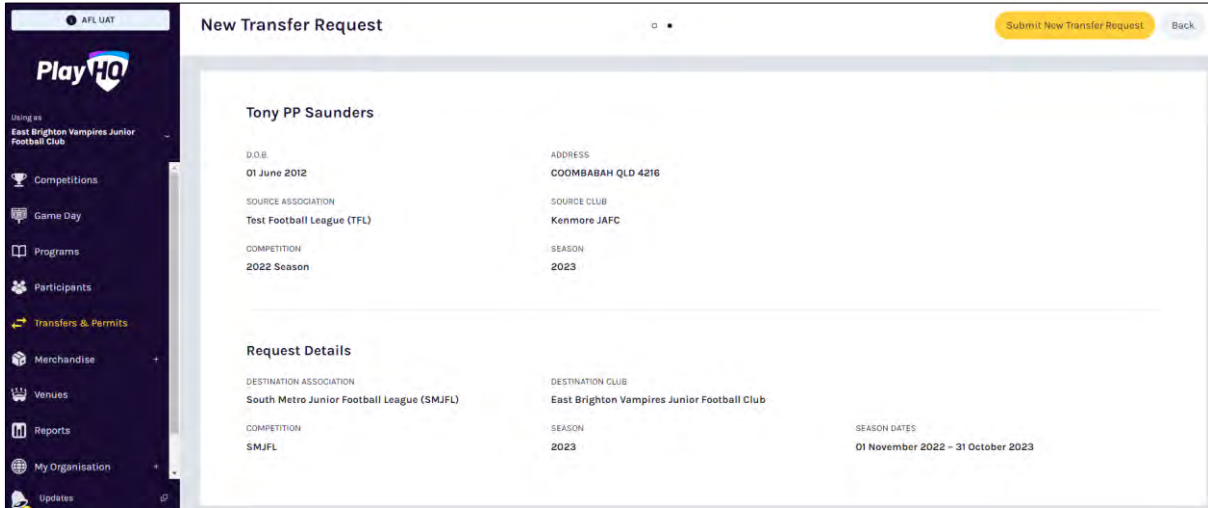 AFL UAT
PlayHQ
Using as
East Brighton Vampires Junior
Football Club
Competitions
Game Day
Programs
Participants
Transfers & Permits
Merchandise +
Venues
Reports
My Organisation +
Updates
New Transfer Request
Submit New Transfer Request
Back
Tony PP Saunders
D.O.B. ADDRESS
01 June 2012 COOMBABAH QLD 4216
SOURCE ASSOCIATION SOURCE CLUB
Test Football League (TFL) Kenmore JAFC
COMPETITION SEASON
2022 Season 2023
Request Details
DESTINATION ASSOCIATION DESTINATION CLUB
South Metro Junior Football League (SMJFL) East Brighton Vampires Junior Football Club
COMPETITION SEASON SEASON DATES
SMJFL 2023 01 November 2022 – 31 October 2023